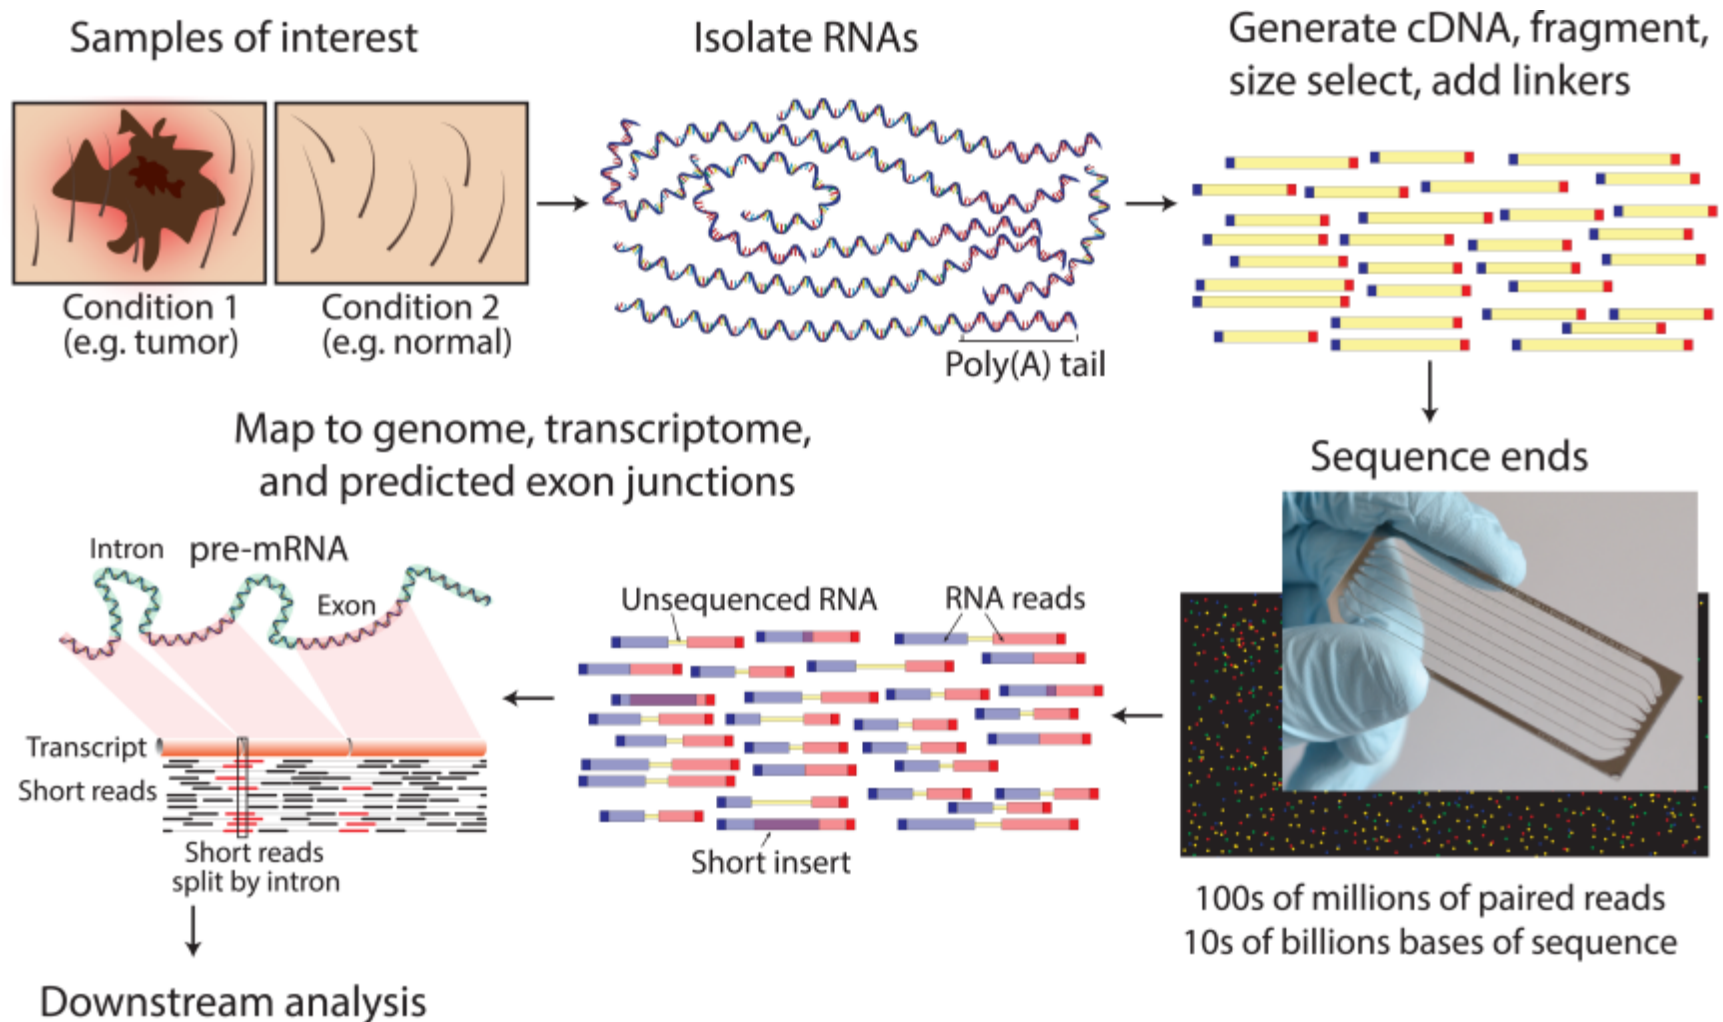 Samples of interest
Condition 1
(e.g. tumor)
Condition 2
(e.g. normal)
Isolate RNAs
Poly(A) tail
Generate cDNA, fragment,
size select, add linkers
Sequence ends
100s of millions of paired reads
10s of billions bases of sequence
Unsequenced RNA
RNA reads
Short insert
Map to genome, transcriptome,
and predicted exon junctions
Intron
pre-mRNA
Exon
Transcript
Short reads
Short reads
split by intron
Downstream analysis